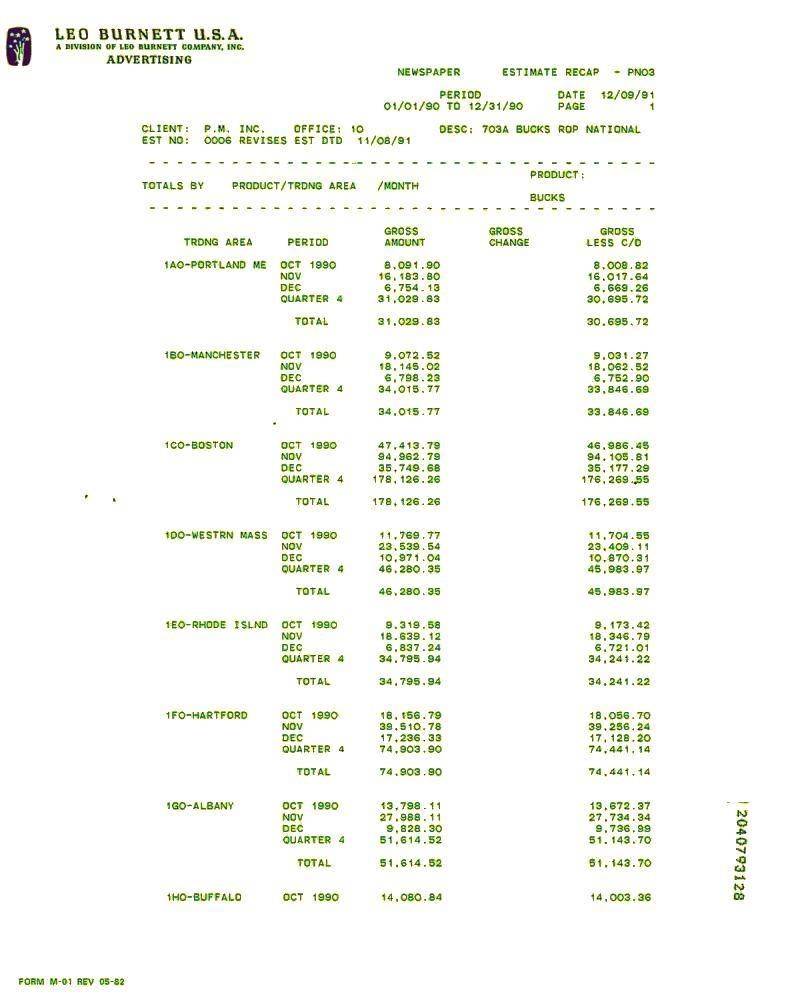 LEO BURNETT U.S.A.
A DIVISION OF LEO BURNETT COMPANY, INC.
ADVERTISING
NEWSPAPER ESTIMATE RECAP - PNO3
PERIOD DATE 12/09/91
01/01/90 TO 12/31/90 PAGE 1
CLIENT: P.M. INC. OFFICE: 10 DESC: 703A BUCKS ROP NATIONAL
EST NO: 0006 REVISES EST DTD 11/08/91
PRODUCT:
TOTALS BY PRODUCT/TRDNG AREA /MONTH
BUCKS
GROSS GROSS GROSS
TRDNG AREA PERIOD AMOUNT CHANGE LESS C/D
1AO-PORTLAND ME OCT 1990 8,091.90 8,008.82
NOV 16,183.80 16,017.64
DEC 6,754.13 6,669.26
QUARTER 4 31,029.83 30,695.72
TOTAL 31,029.83 30,695.72
1BO-MANCHESTER OCT 1990 9,072.52 9,031.27
NOV 18,145.02 18,062.52
DEC 6,798.23 6,752.90
QUARTER 4 34,015.77 33,846.69
TOTAL 34,015.77 33,846.69
1CO-BOSTON OCT 1990 47,413.79 46,986.45
NOV 94,962.79 94,105.81
DEC 35,749.68 35,177.29
QUARTER 4 178,126.26 176,269.55
TOTAL 178,126.26 176,269.55
1DO-WESTRN MASS OCT 1990 11,769.77 11,704.55
NOV 23,539.54 23,409.11
DEC 10,971.04 10,870.31
QUARTER 4 46,280.35 45,983.97
TOTAL 46,280.35 45,983.97
1EO-RHODE ISLND OCT 1990 9,319.58 9,173.42
NOV 18,639.12 18,346.79
DEC 6,837.24 6,721.01
QUARTER 4 34,795.94 34,241.22
TOTAL 34,795.94 34,241.22
1FO-HARTFORD OCT 1990 18,156.79 18,056.70
NOV 39,510.78 39,256.24
DEC 17,236.33 17,128.20
QUARTER 4 74,903.90 74,441.14
TOTAL 74,903.90 74,441.14
1GO-ALBANY OCT 1990 13,798.11 13,672.37
NOV 27,988.11 27,734.34
DEC 9,828.30 9,736.99
QUARTER 4 51,614.52 51,143.70
TOTAL 51,614.52 51,143.70
1HO-BUFFALO OCT 1990 14,080.84 14,003.36
2040793128
FORM M-01 REV 05-82